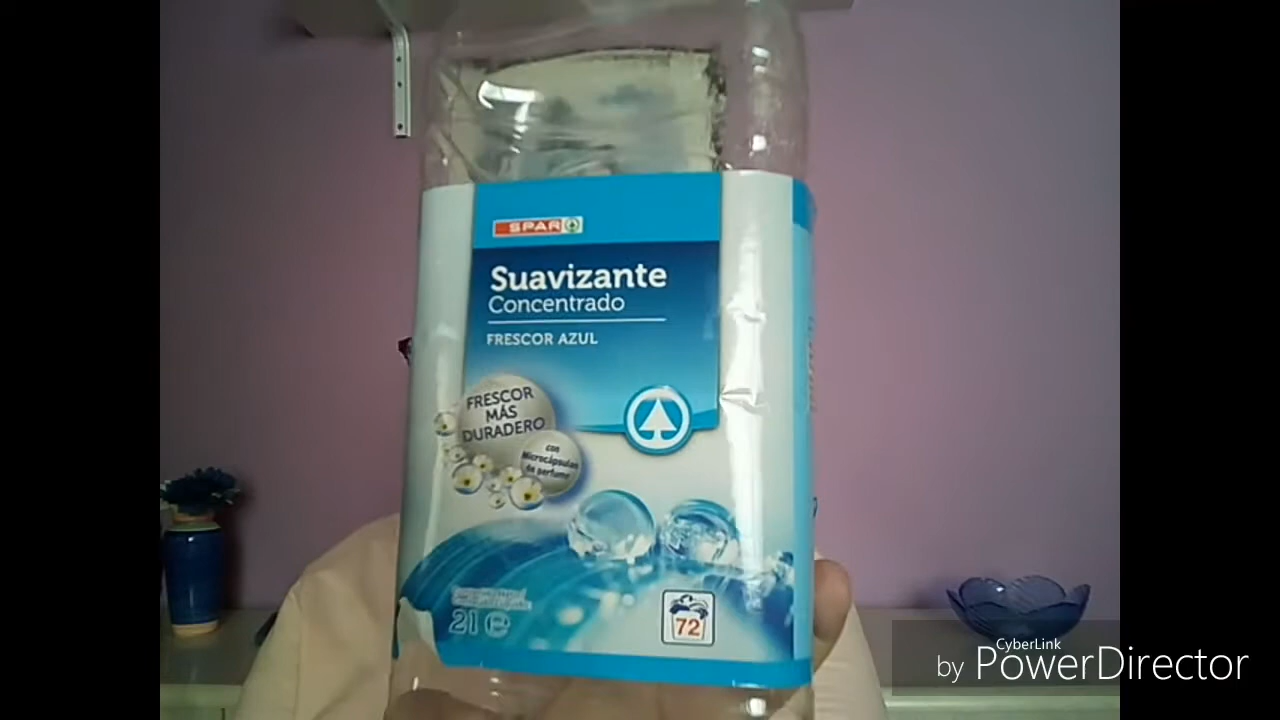 SPAR
Suavizante
Concentrado
FRESCOR AZUL
FRESCOR
MÁS
DURADERO
con
Microcápsulas
de perfume
2l e
72
CyberLink
by PowerDirector